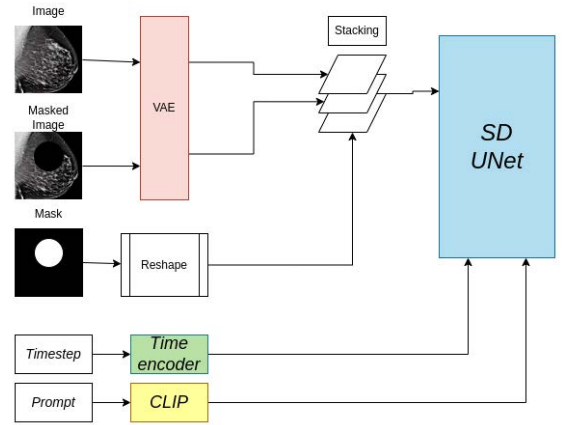 Image
Stacking
VAE
Masked
Image
SD
UNet
Mask
Reshape
Timestep
Time
encoder
Prompt
CLIP